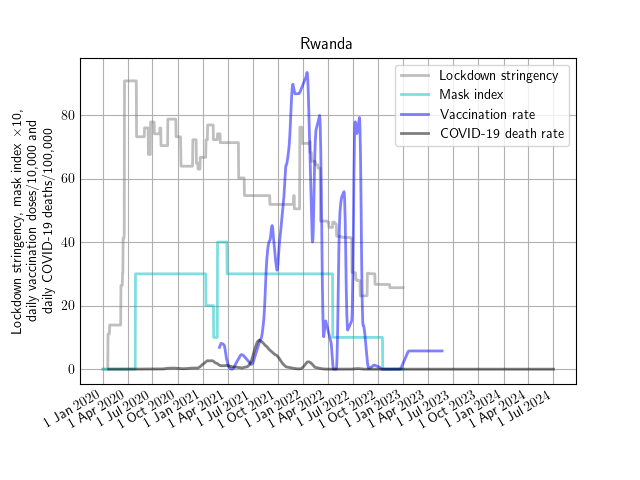 Rwanda
Lockdown stringency, mask index ×10,
daily vaccination doses/10,000 and
daily COVID-19 deaths/100,000
80
60
40
20
0
Lockdown stringency
Mask index
Vaccination rate
COVID-19 death rate
1 Jan 2020
1 Apr 2020
1 Jul 2020
1 Oct 2020
1 Jan 2021
1 Apr 2021
1 Jul 2021
1 Oct 2021
1 Jan 2022
1 Apr 2022
1 Jul 2022
1 Oct 2022
1 Jan 2023
1 Apr 2023
1 Jul 2023
1 Oct 2023
1 Jan 2024
1 Apr 2024
1 Jul 2024